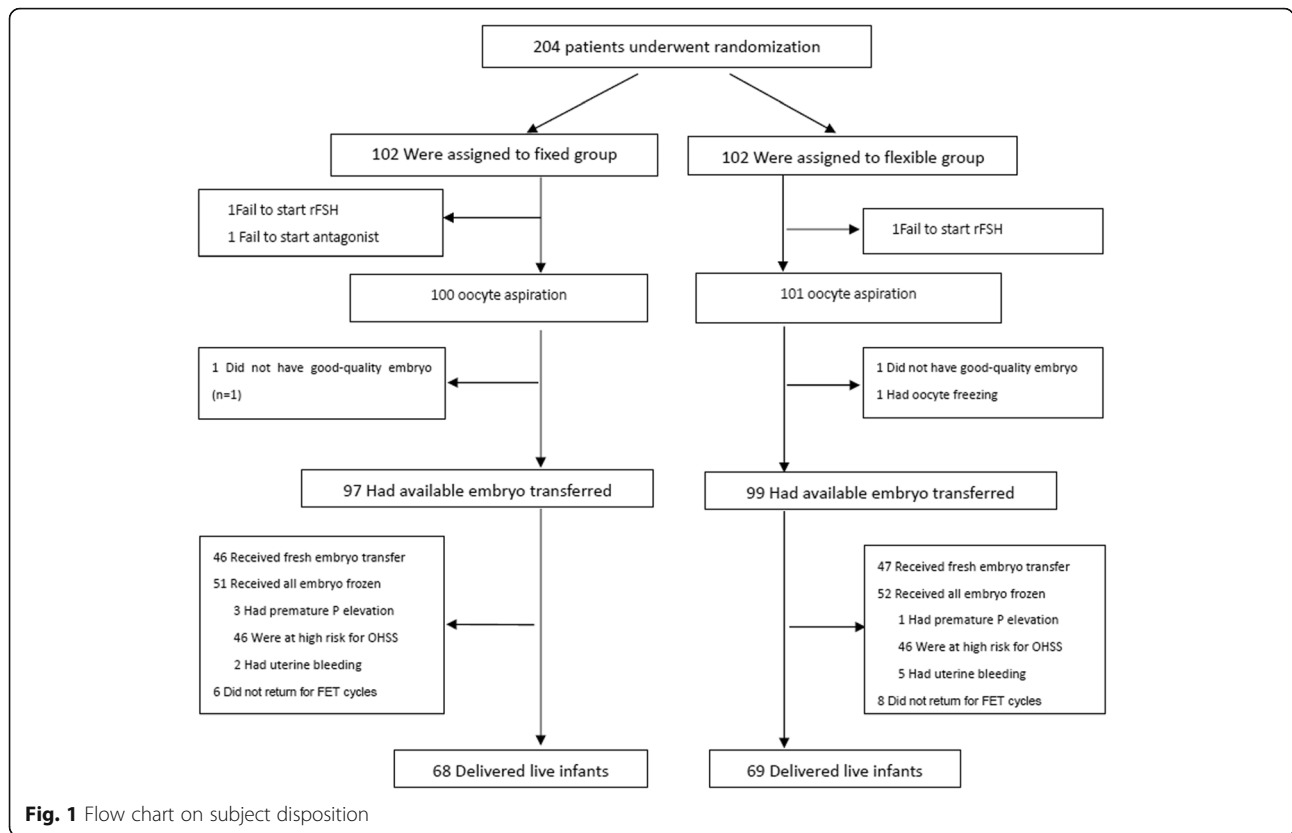 204 patients underwent randomization
102 Were assigned to fixed group
102 Were assigned to flexible group
1Fail to start rFSH
1 Fail to start antagonist
1Fail to start rFSH
100 oocyte aspiration
101 oocyte aspiration
1 Did not have good-quality embryo
(n=1)
1 Did not have good-quality embryo
1 Had oocyte freezing
97 Had available embryo transferred
99 Had available embryo transferred
46 Received fresh embryo transfer
51 Received all embryo frozen
3 Had premature P elevation
46 Were at high risk for OHSS
2 Had uterine bleeding
6 Did not return for FET cycles
47 Received fresh embryo transfer
52 Received all embryo frozen
1 Had premature P elevation
46 Were at high risk for OHSS
5 Had uterine bleeding
8 Did not return for FET cycles
68 Delivered live infants
69 Delivered live infants
Fig. 1 Flow chart on subject disposition